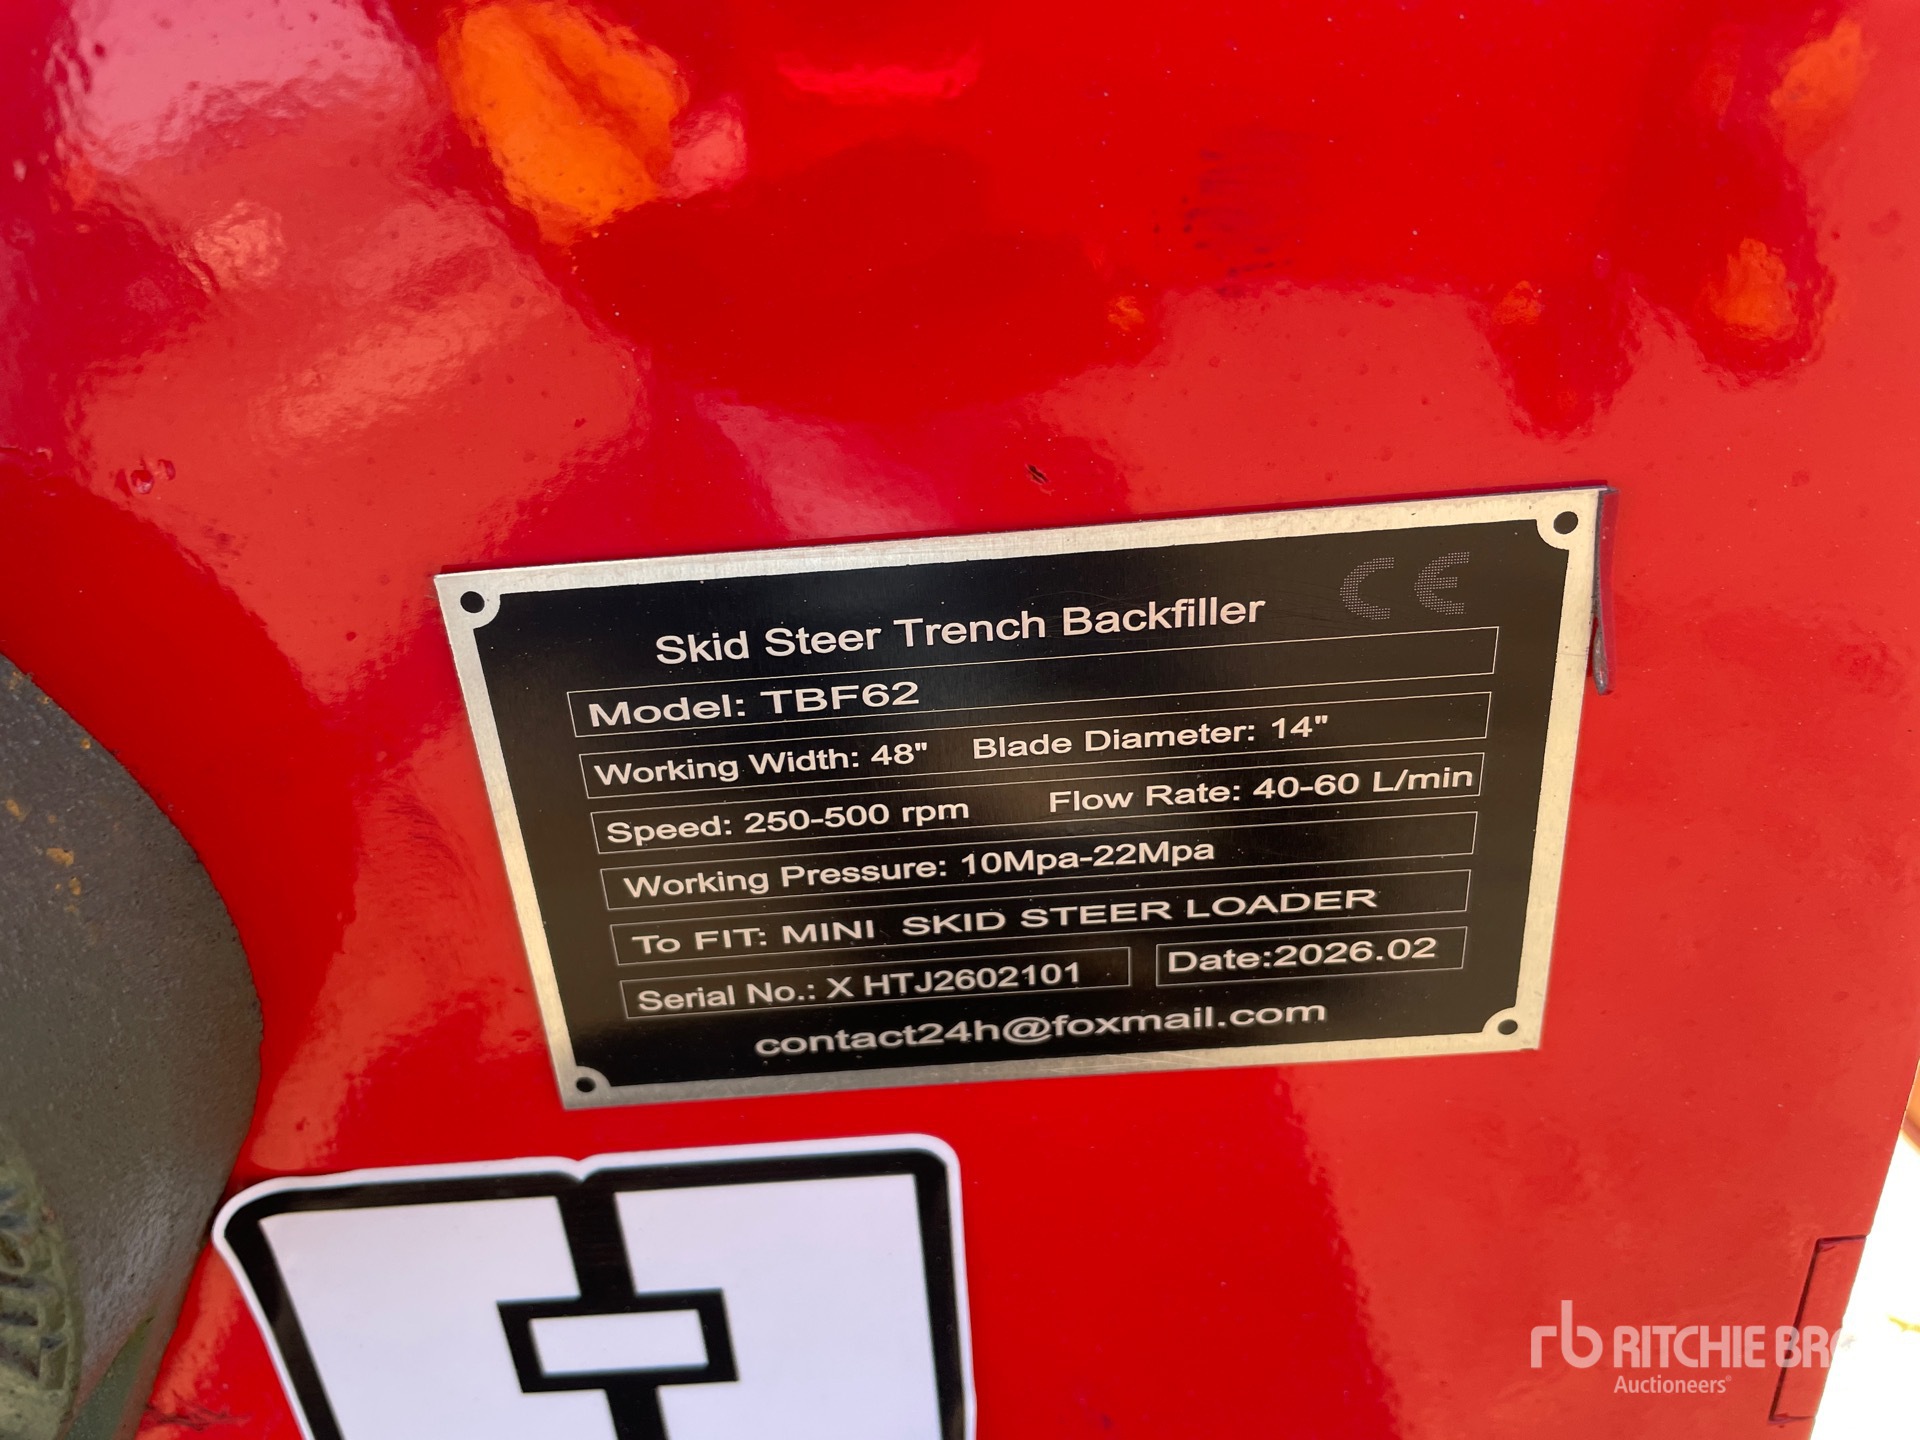 CE
Skid Steer Trench Backfiller
Model: TBF62
Working Width: 48" Blade Diameter: 14"
Speed: 250-500 rpm Flow Rate: 40-60 L/min
Working Pressure: 10Mpa-22Mpa
To FIT: MINI SKID STEER LOADER
Serial No.: X HTJ2602101 Date:2026.02
contact24h@foxmail.com
rb RITCHIE BRO
Auctioneers